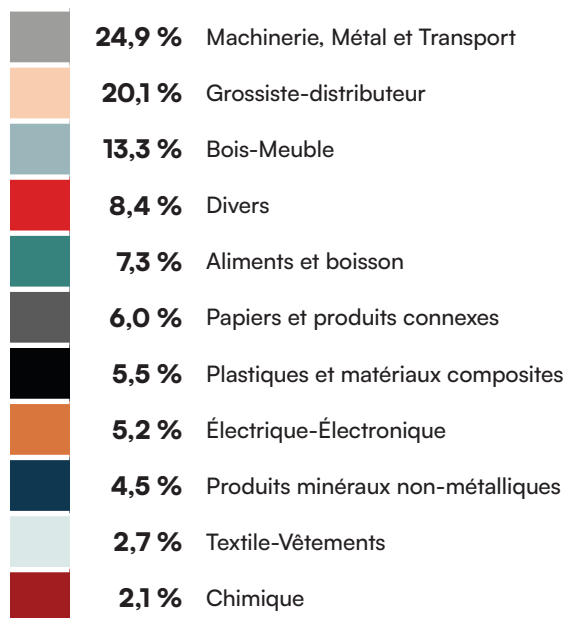 24,9 % Machinerie, Métal et Transport
20,1 % Grossiste-distributeur
13,3 % Bois-Meuble
8,4 % Divers
7,3 % Aliments et boisson
6,0 % Papiers et produits connexes
5,5 % Plastiques et matériaux composites
5,2 % Électrique-Électronique
4,5 % Produits minéraux non-métalliques
2,7 % Textile-Vêtements
2,1 % Chimique